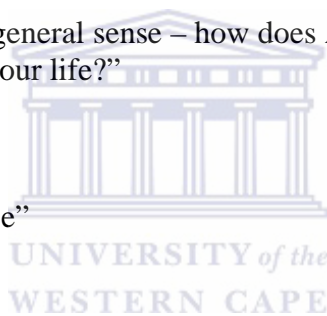 general sense – how does
our life?”
e”
UNIVERSITY of the
WESTERN CAPE